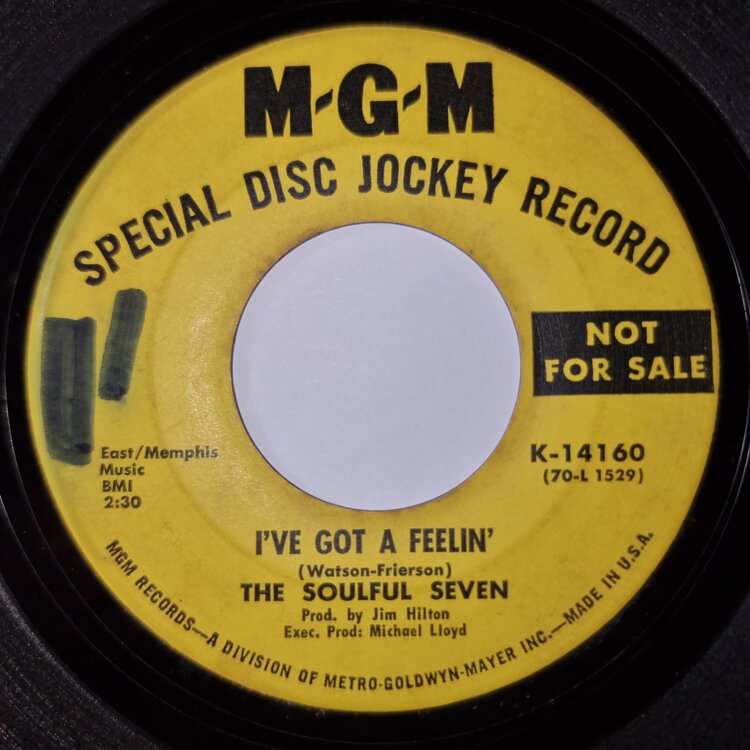 M-G-M
SPECIAL DISC JOCKEY RECORD
NOT
FOR SALE
East/Memphis
Music
BMI
2:30
K-14160
(70-L 1529)
I'VE GOT A FEELIN'
(Watson-Frierson)
THE SOULFUL SEVEN
Prod. by Jim Hilton
Exec. Prod: Michael Lloyd
MGM RECORDS—A DIVISION OF METRO-GOLDWYN-MAYER INC.—MADE IN U.S.A.